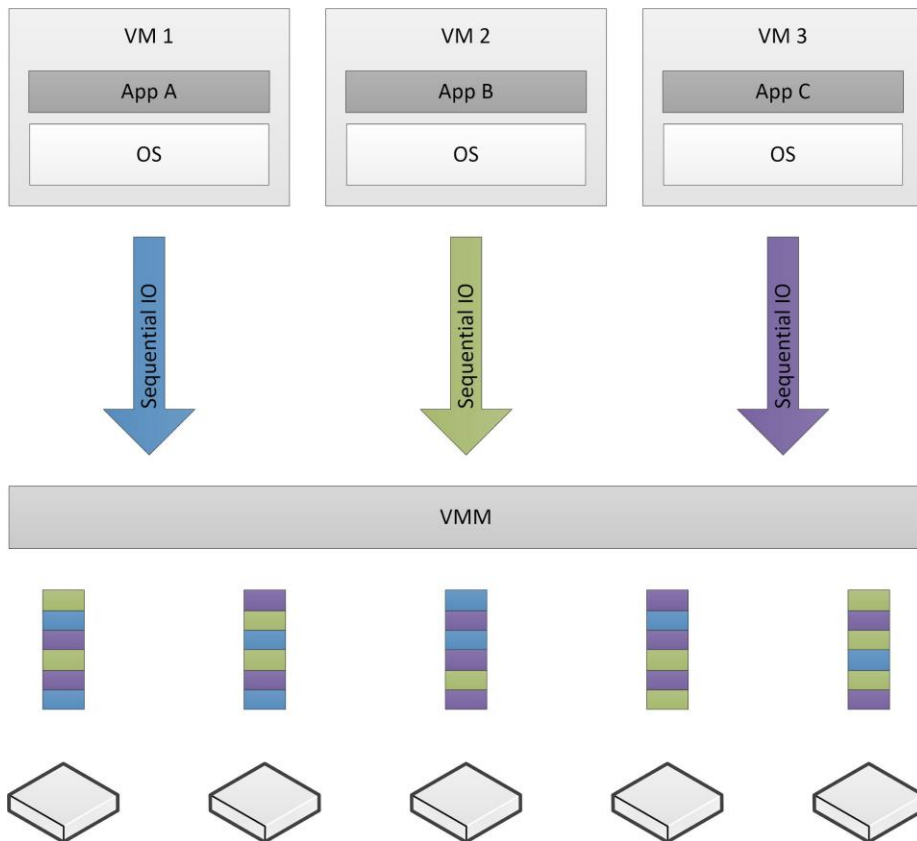 VM 1
VM 2
VM 3
App A
App B
App C
OS
OS
OS
Sequential IO
Sequential IO
Sequential IO
VMM